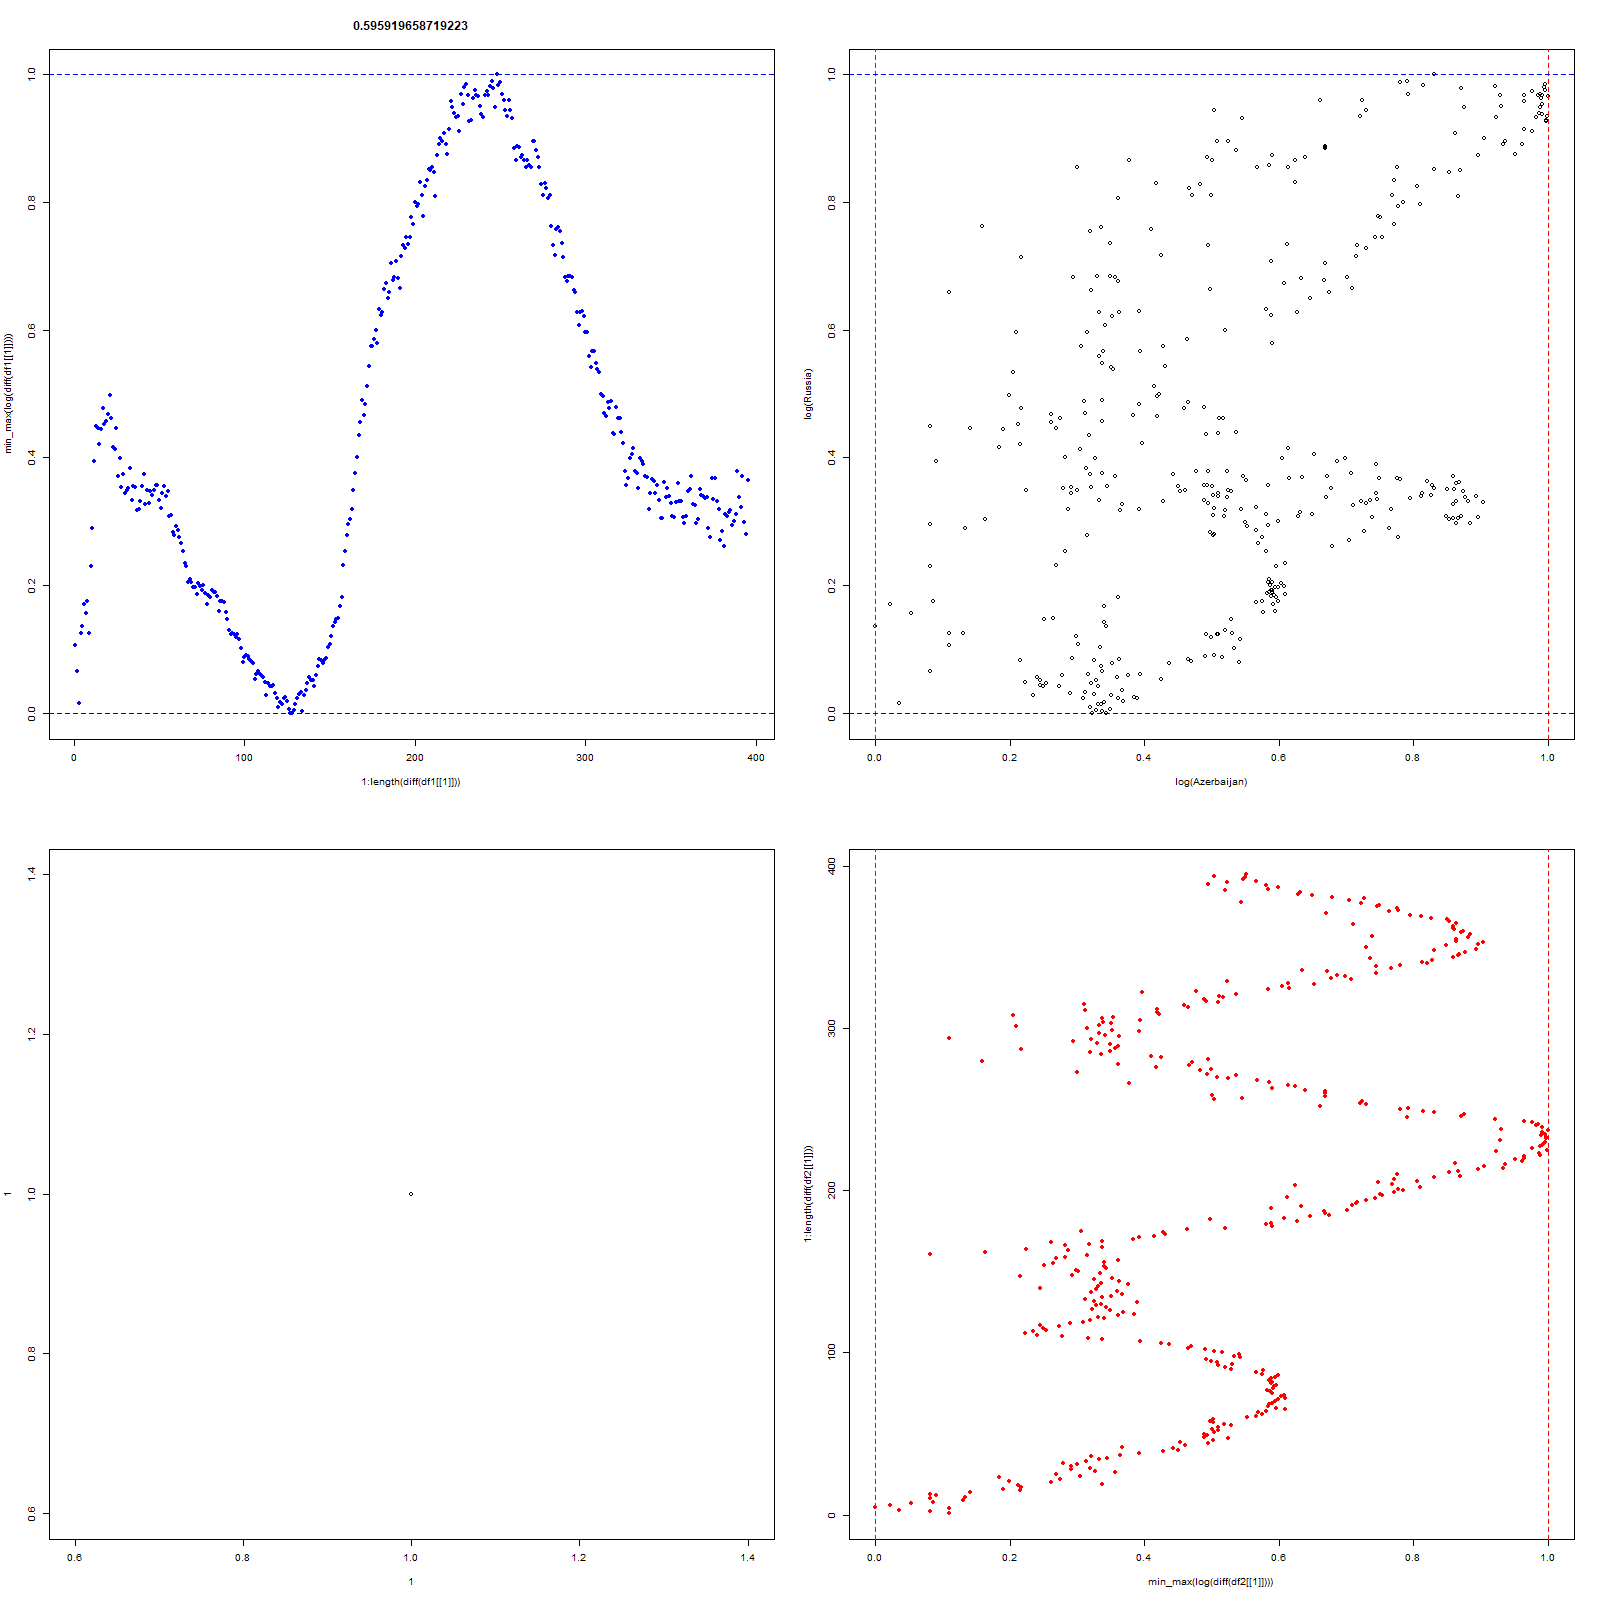 0.595919658719223
min_max(log(diff(df1[[1]])))
0.0 0.2 0.4 0.6 0.8 1.0
0 100 200 300 400
1:length(diff(df1[[1]]))
log(Russia)
0.0 0.2 0.4 0.6 0.8 1.0
0.0 0.2 0.4 0.6 0.8 1.0
log(Azerbaijan)
1
0.6 0.8 1.0 1.2 1.4
0.6 0.8 1.0 1.2 1.4
1
1:length(diff(df2[[1]]))
0 100 200 300 400
0.0 0.2 0.4 0.6 0.8 1.0
min_max(log(diff(df2[[1]])))